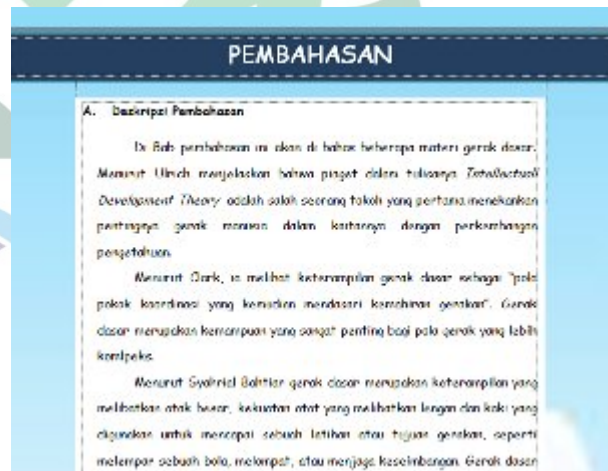 PEMBAHASAN
A. Deskripsi Pembahasan
Di Bab pembahasan ini akan di bahas beberapa materi gerak dasar.
Menurut Ulrich menjelaskan bahwa piaget dalam tulisanya Intellectuall
Development Theory adalah salah seorang tokoh yang pertama menekankan
pentingnya gerak manusia dalam kaitannya dengan perkembangan
pengetahuan.
Menurut Clark, ia melihat keterampilan gerak dasar sebagai "pola
pokok koordinasi yang kemudian mendasari kemahiran gerakan". Gerak
dasar merupakan kemampuan yang sangat penting bagi pola gerak yang lebih
komlpeks.
Menurut Syahrial Bahtiar gerak dasar merupakan keterampilan yang
melibatkan otak besar, kekuatan otot yang melibatkan lengan dan kaki yang
digunakan untuk mencapai sebuah latihan atau tujuan gerakan, seperti
melempar sebuah bola, melompat, atau menjaga keseimbangan. Gerak dasar